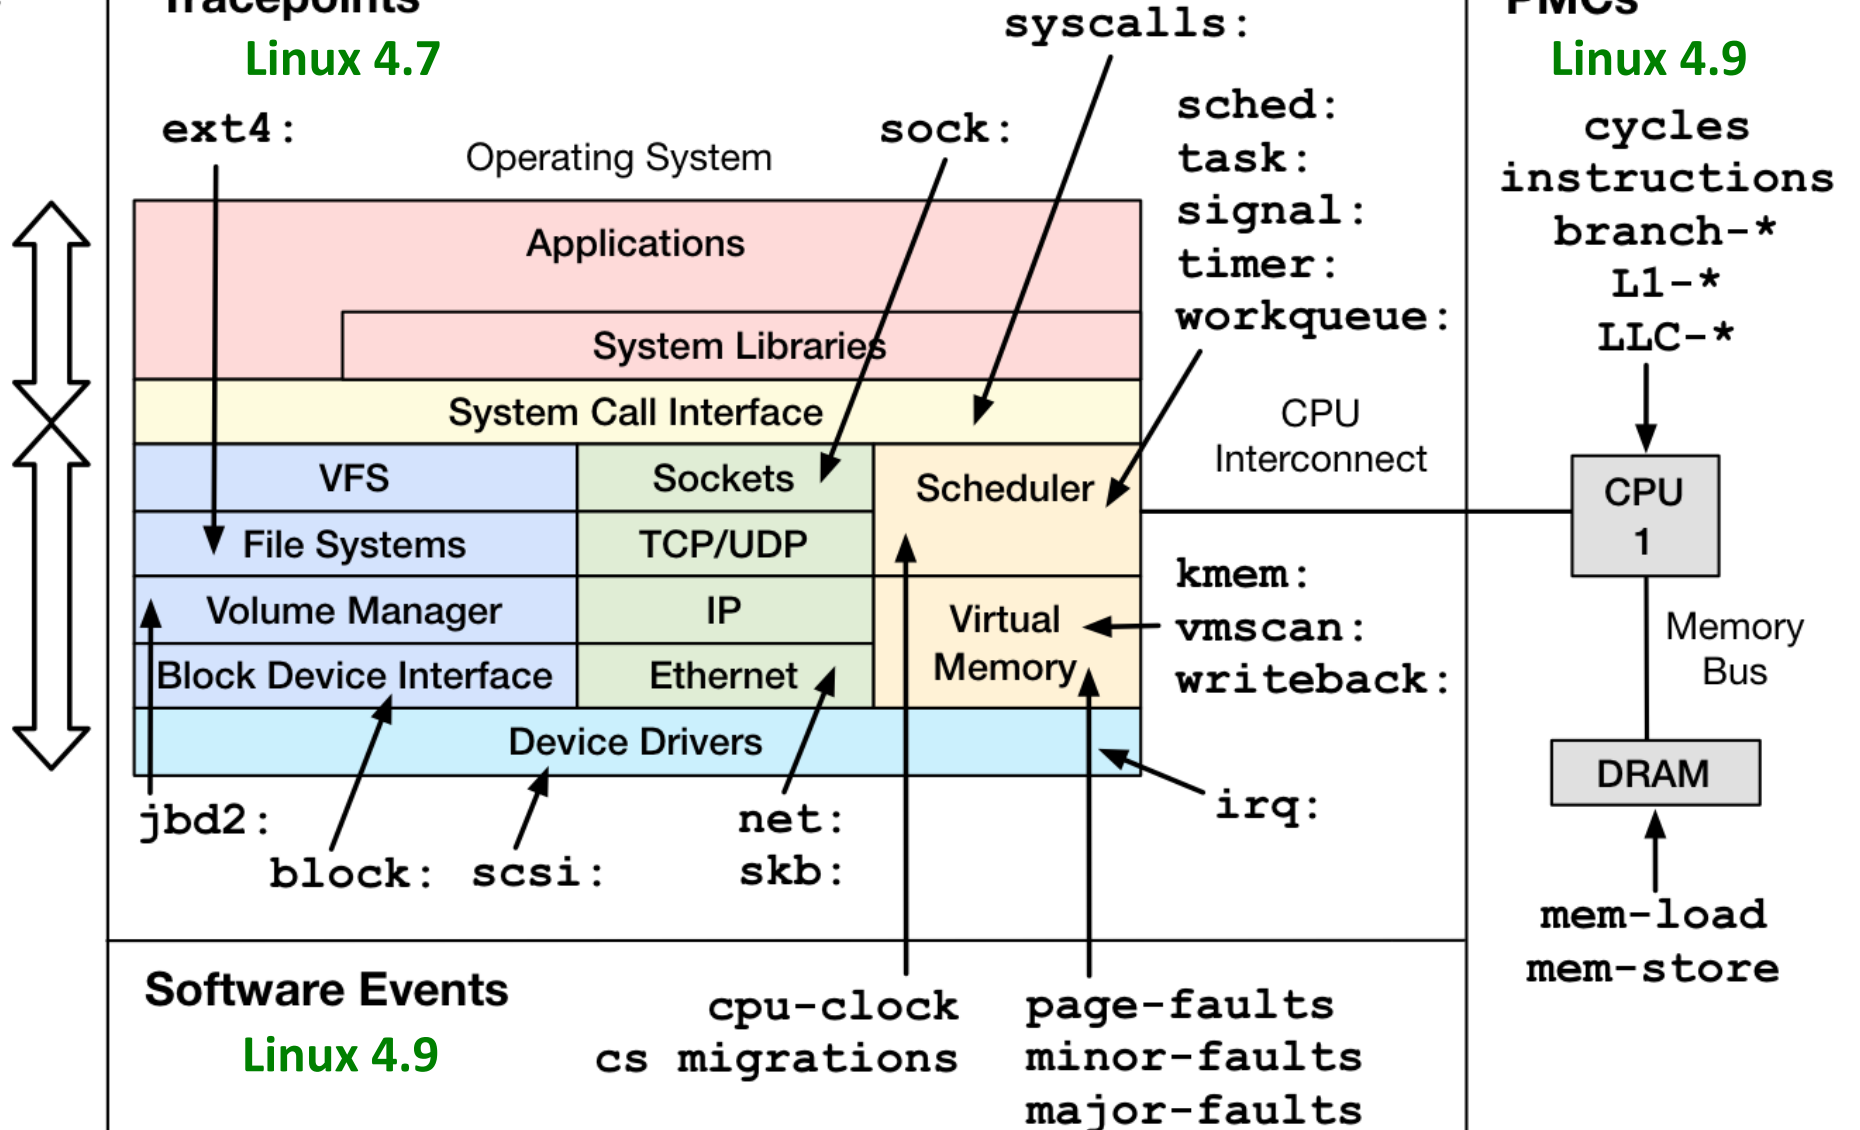 Tracepoints
Linux 4.7
syscalls:
PMCs
Linux 4.9
ext4:
Operating System
sock:
sched:
task:
signal:
timer:
workqueue:
cycles
instructions
branch-*
L1-*
LLC-*
Applications
System Libraries
System Call Interface
CPU
Interconnect
VFS
Sockets
Scheduler
File Systems
TCP/UDP
CPU
1
Volume Manager
IP
Virtual
Memory
kmem:
vmscan:
writeback:
Memory
Bus
Block Device Interface
Ethernet
Device Drivers
DRAM
jbd2:
block:
scsi:
net:
skb:
irq:
mem-load
mem-store
Software Events
Linux 4.9
cpu-clock
cs migrations
page-faults
minor-faults
major-faults